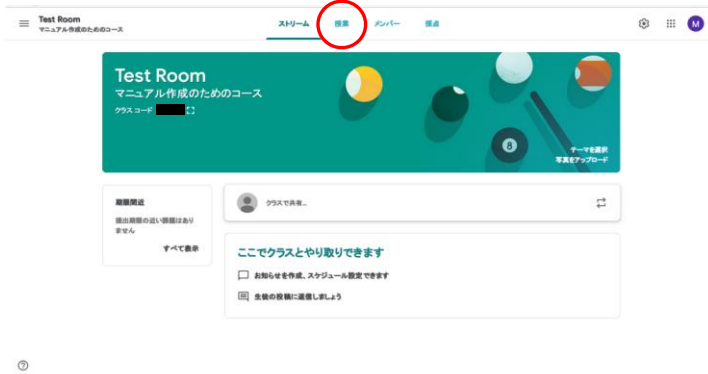 Test Room
マニュアル作成のためのコース
ストリーム 授業 メンバー 採点
M
Test Room
マニュアル作成のためのコース
クラス コード
8
テーマを選択
写真をアップロード
期限間近
提出期限の近い課題はあり
ません
すべて表示
クラスで共有...
ここでクラスとやり取りできます
お知らせを作成、スケジュール設定できます
生徒の投稿に返信しましょう